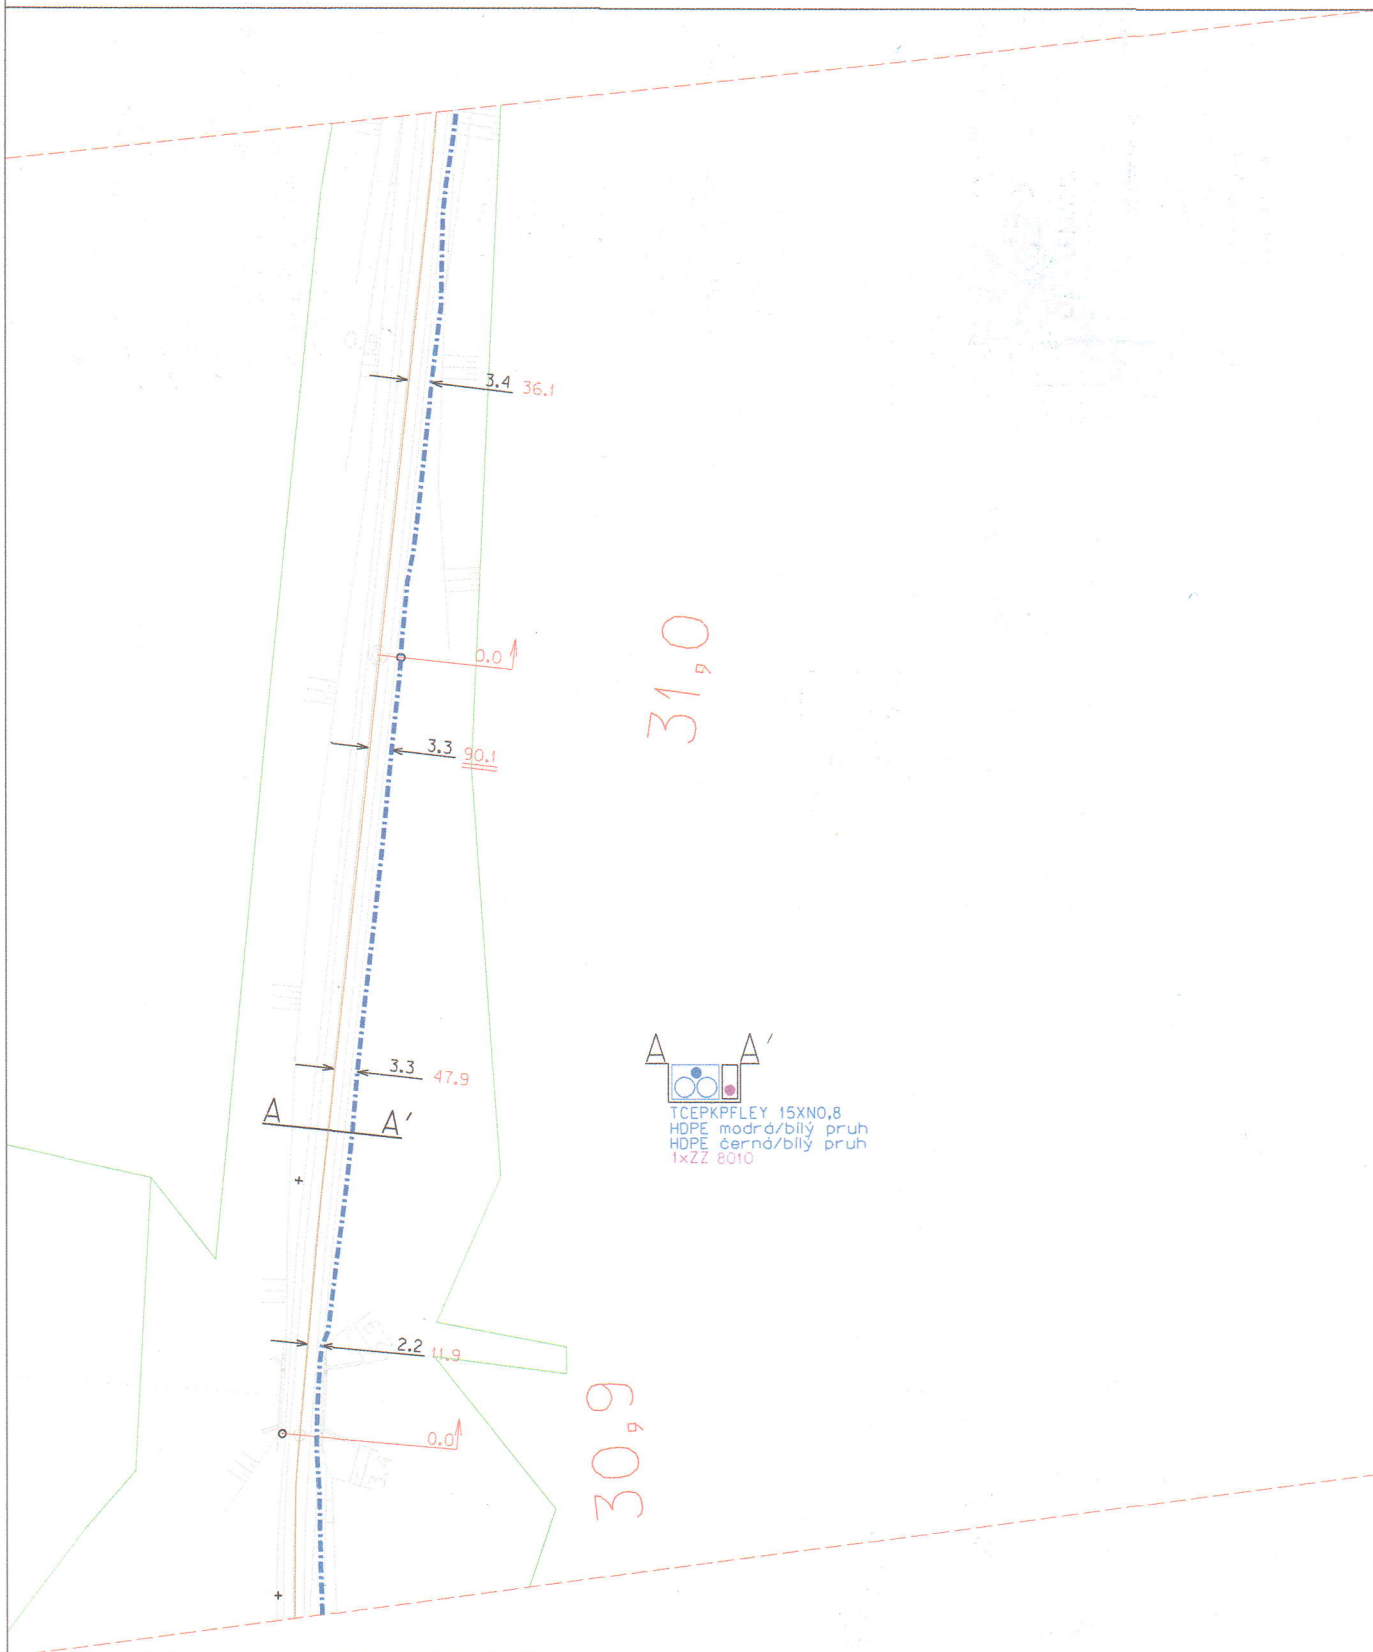 3.4 36.1
0.0
31,0
3.3 90.1
3.3 47.9
A A'
A A'
TCEPKPFLEY 15XN0,8
HDPE modrá/bílý pruh
HDPE černá/bílý pruh
1xZZ 8010
2.2 11.9
30,9
0.0